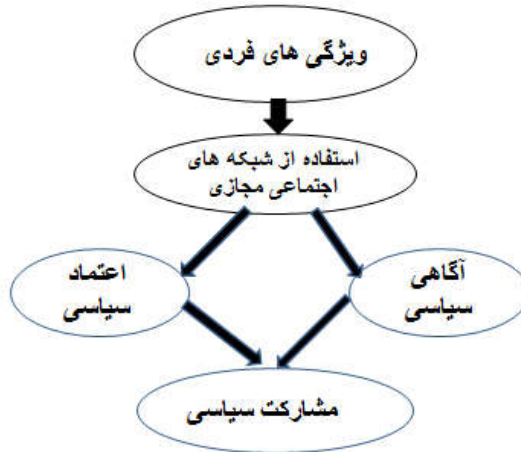 ویژگی های فردی
استفاده از شبکه های
اجتماعی مجازی
آگاهی
سیاسی
اعتماد
سیاسی
مشارکت سیاسی